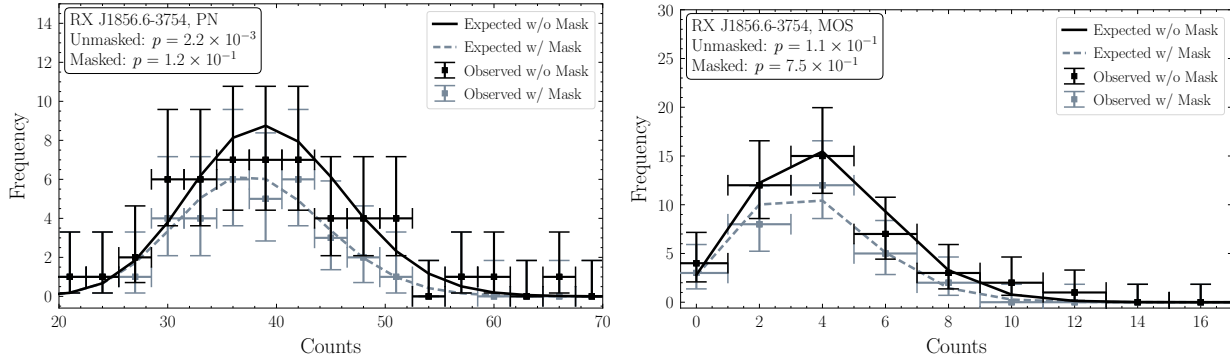 RX J1856.6-3754, PN
Unmasked: p = 2.2 × 10⁻³
Masked: p = 1.2 × 10⁻¹
Expected w/o Mask
Expected w/ Mask
Observed w/o Mask
Observed w/ Mask
14
12
10
8
6
4
2
0
Frequency
20 30 40 50 60 70
Counts
RX J1856.6-3754, MOS
Unmasked: p = 1.1 × 10⁻¹
Masked: p = 7.5 × 10⁻¹
Expected w/o Mask
Expected w/ Mask
Observed w/o Mask
Observed w/ Mask
30
25
20
15
10
5
0
Frequency
0 2 4 6 8 10 12 14 16
Counts